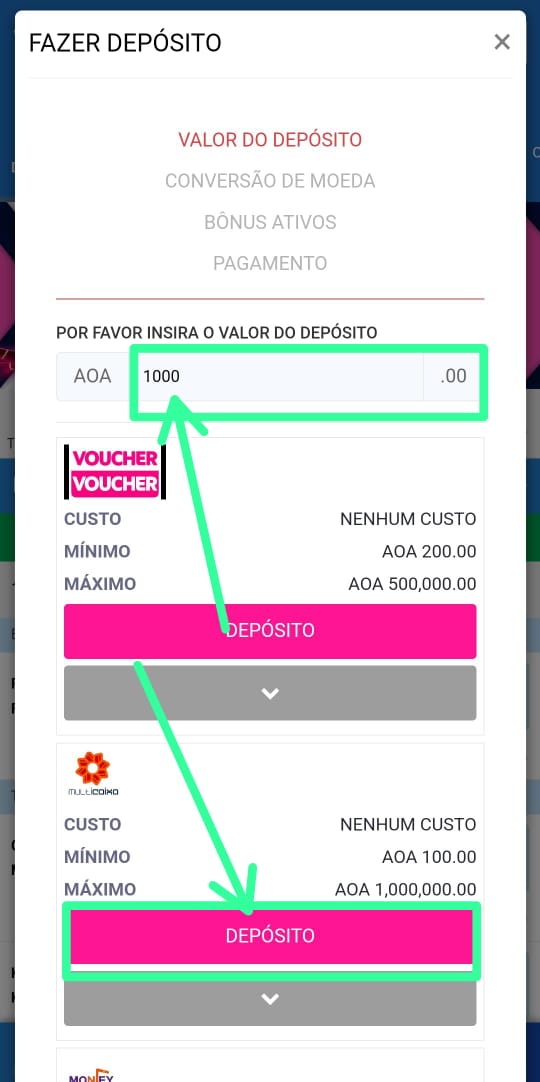 FAZER DEPÓSITO ×
VALOR DO DEPÓSITO
CONVERSÃO DE MOEDA
BÔNUS ATIVOS
PAGAMENTO
POR FAVOR INSIRA O VALOR DO DEPÓSITO
AOA 1000 .00
VOUCHER
VOUCHER
CUSTO NENHUM CUSTO
MÍNIMO AOA 200.00
MÁXIMO AOA 500,000.00
DEPÓSITO
multicaixa
CUSTO NENHUM CUSTO
MÍNIMO AOA 100.00
MÁXIMO AOA 1,000,000.00
DEPÓSITO
MONEY